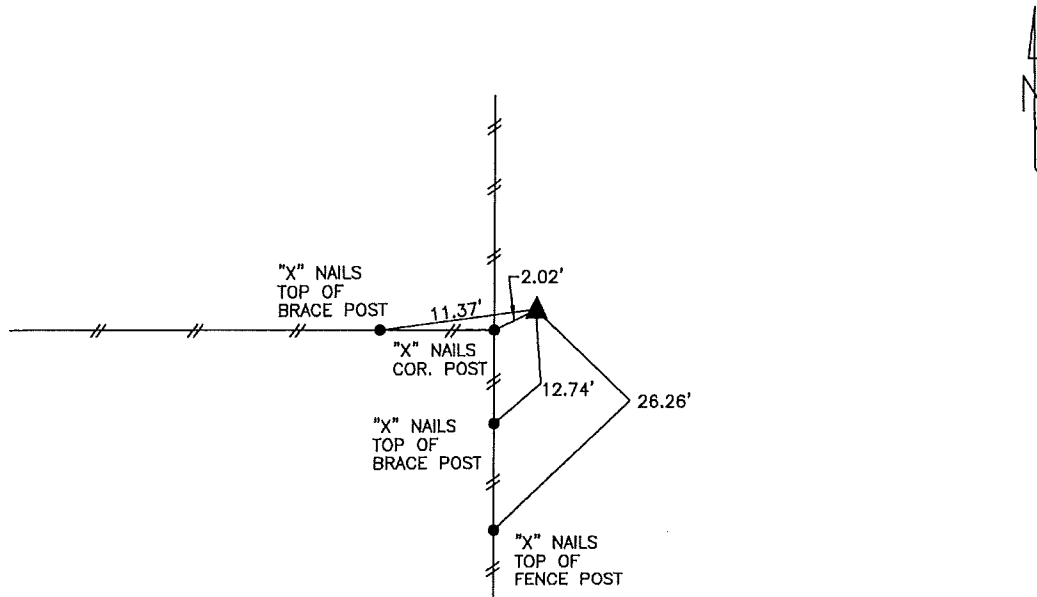 N
2.02'
"X" NAILS
TOP OF
BRACE POST
11.37'
"X" NAILS
COR. POST
12.74'
26.26'
"X" NAILS
TOP OF
BRACE POST
"X" NAILS
TOP OF
FENCE POST